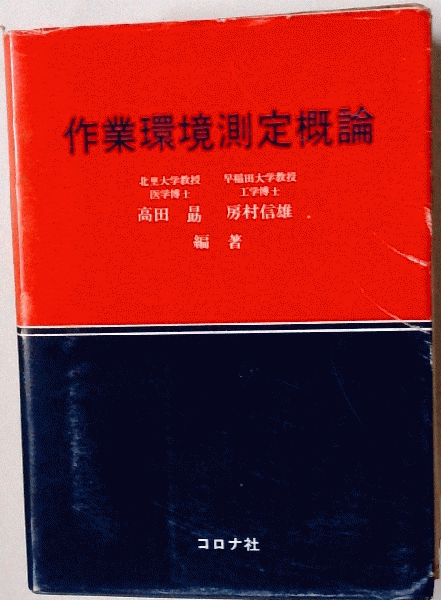 作業環境測定概論
北里大学教授 早稲田大学教授
医学博士 工学博士
高田 勗 房村信雄
編著
コロナ社